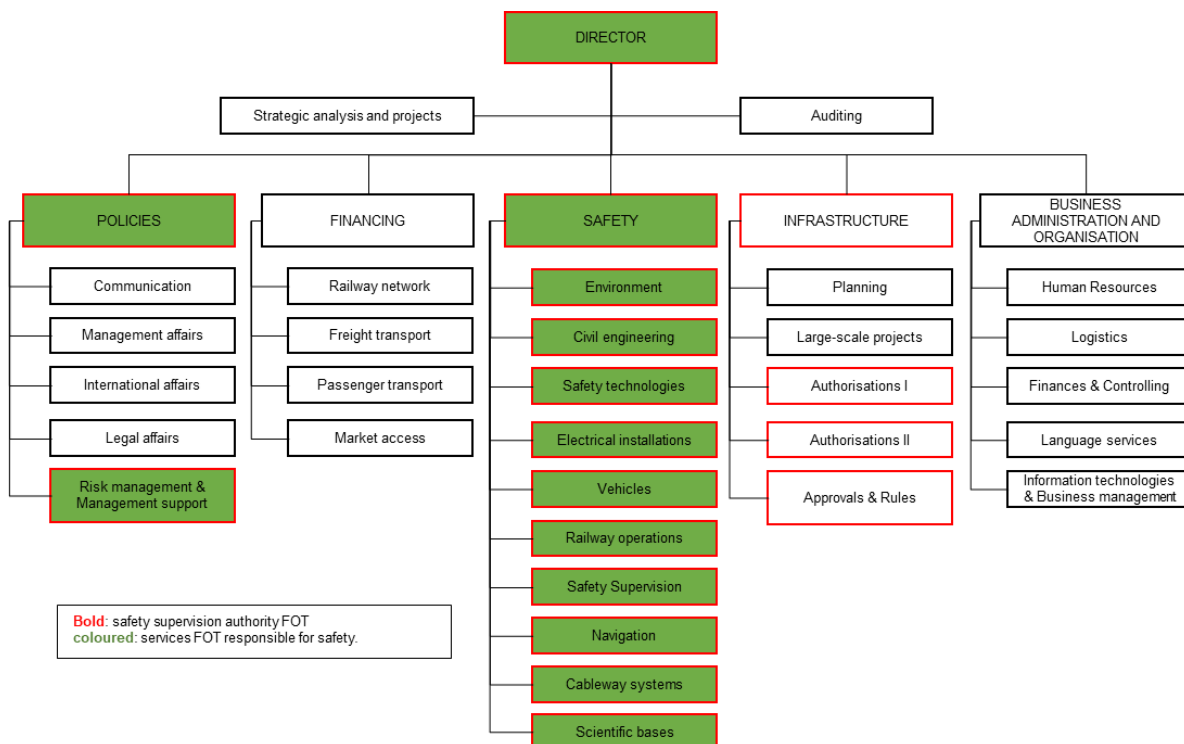 DIRECTOR
Strategic analysis and projects
Auditing
POLICIES
FINANCING
SAFETY
INFRASTRUCTURE
BUSINESS
ADMINISTRATION AND
ORGANISATION
Communication
Management affairs
International affairs
Legal affairs
Risk management &
Management support
Railway network
Freight transport
Passenger transport
Market access
Environment
Civil engineering
Safety technologies
Electrical installations
Vehicles
Railway operations
Safety Supervision
Navigation
Cableway systems
Scientific bases
Planning
Large-scale projects
Authorisations I
Authorisations II
Approvals & Rules
Human Resources
Logistics
Finances & Controlling
Language services
Information technologies
& Business management
Bold: safety supervision authority FOT
coloured: services FOT responsible for safety.